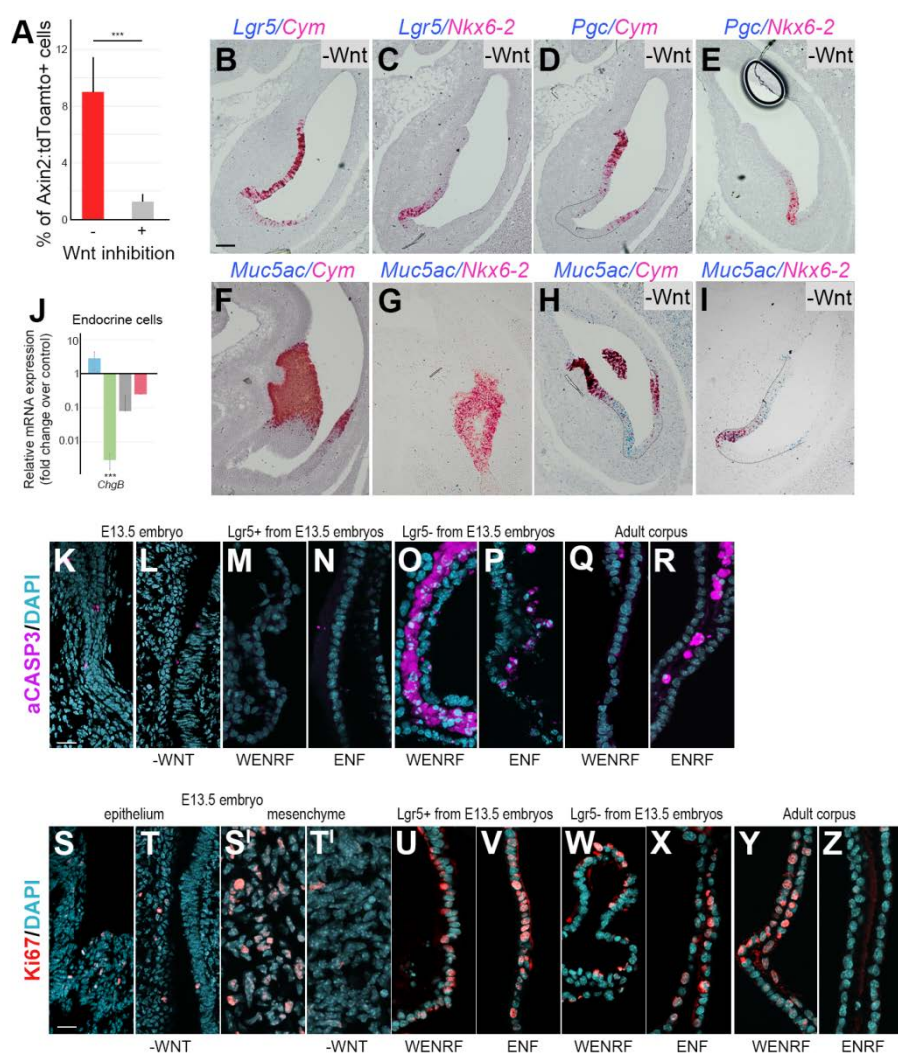 A
% of Axin2:tdToamto+ cells
***
12
8
4
0
- +
Wnt inhibition
Lgr5/Cym
B
-Wnt
Lgr5/Nkx6-2
C
-Wnt
Pgc/Cym
D
-Wnt
Pgc/Nkx6-2
E
-Wnt
Muc5ac/Cym
F
Muc5ac/Nkx6-2
G
Muc5ac/Cym
H
-Wnt
Muc5ac/Nkx6-2
I
-Wnt
J
Endocrine cells
Relative mRNA expression
(fold change over control)
10
1
0.1
0.01
***
ChgB
aCASP3/DAPI
E13.5 embryo
Lgr5+ from E13.5 embryos
Lgr5- from E13.5 embryos
Adult corpus
K L M N O P Q R
-WNT WENRF ENF WENRF ENF WENRF ENRF
Ki67/DAPI
E13.5 embryo
epithelium mesenchyme
Lgr5+ from E13.5 embryos
Lgr5- from E13.5 embryos
Adult corpus
S T S' T' U V W X Y Z
-WNT -WNT WENRF ENF WENRF ENF WENRF ENF